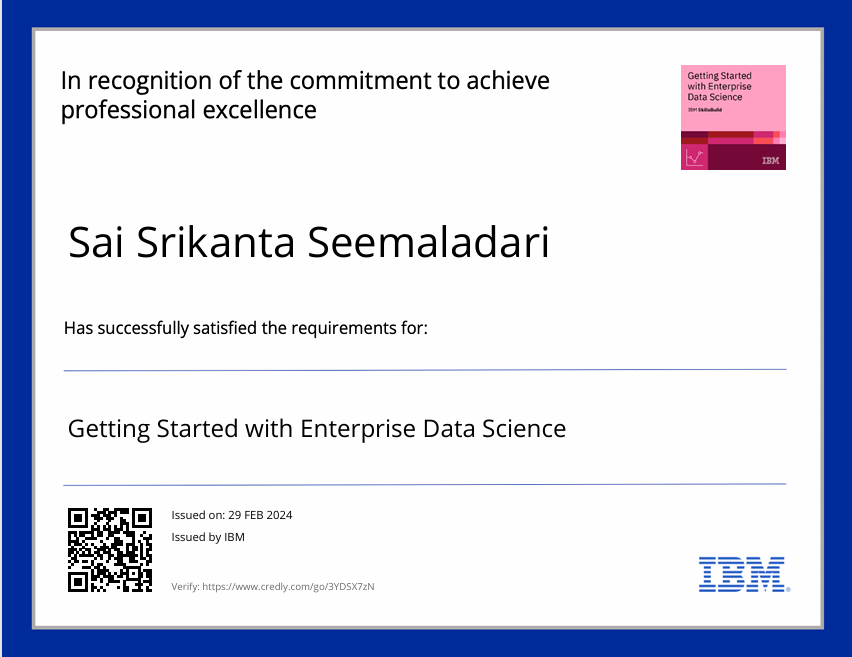 In recognition of the commitment to achieve
professional excellence
Getting Started
with Enterprise
Data Science
IBM SkillsBuild
IBM
Sai Srikanta Seemaladari
Has successfully satisfied the requirements for:
Getting Started with Enterprise Data Science
Issued on: 29 FEB 2024
Issued by IBM
Verify: https://www.credly.com/go/3YDSX7zN
IBM®